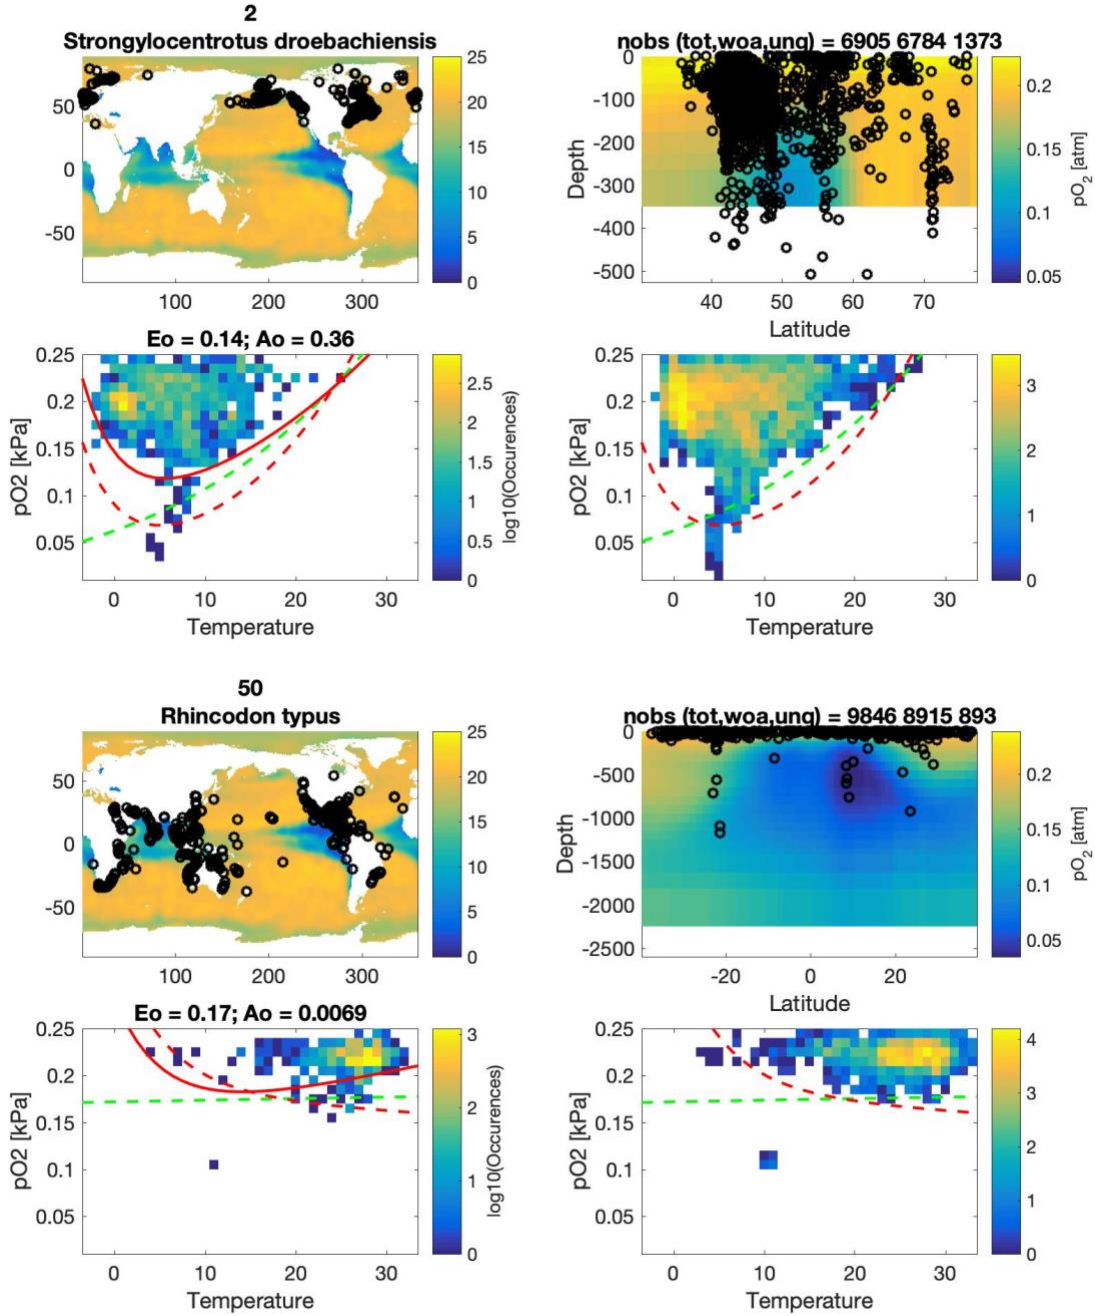 2
Strongylocentrotus droebachiensis
50
0
-50
100 200 300
25
20
15
10
5
0
nobs (tot,woa,unq) = 6905 6784 1373
Depth
0
-100
-200
-300
-400
-500
40 50 60 70
Latitude
0.2
0.15
0.1
0.05
pO2 [atm]
Eo = 0.14; Ao = 0.36
pO2 [kPa]
0.25
0.2
0.15
0.1
0.05
0 10 20 30
Temperature
2.5
2
1.5
1
0.5
0
log10(Occurences)
pO2 [kPa]
0.25
0.2
0.15
0.1
0.05
0 10 20 30
Temperature
3
2
1
0
50
Rhincodon typus
50
0
-50
100 200 300
25
20
15
10
5
0
nobs (tot,woa,unq) = 9846 8915 893
Depth
0
-500
-1000
-1500
-2000
-2500
-20 0 20
Latitude
0.2
0.15
0.1
0.05
pO2 [atm]
Eo = 0.17; Ao = 0.0069
pO2 [kPa]
0.25
0.2
0.15
0.1
0.05
0 10 20 30
Temperature
3
2
1
0
log10(Occurences)
pO2 [kPa]
0.25
0.2
0.15
0.1
0.05
0 10 20 30
Temperature
4
3
2
1
0